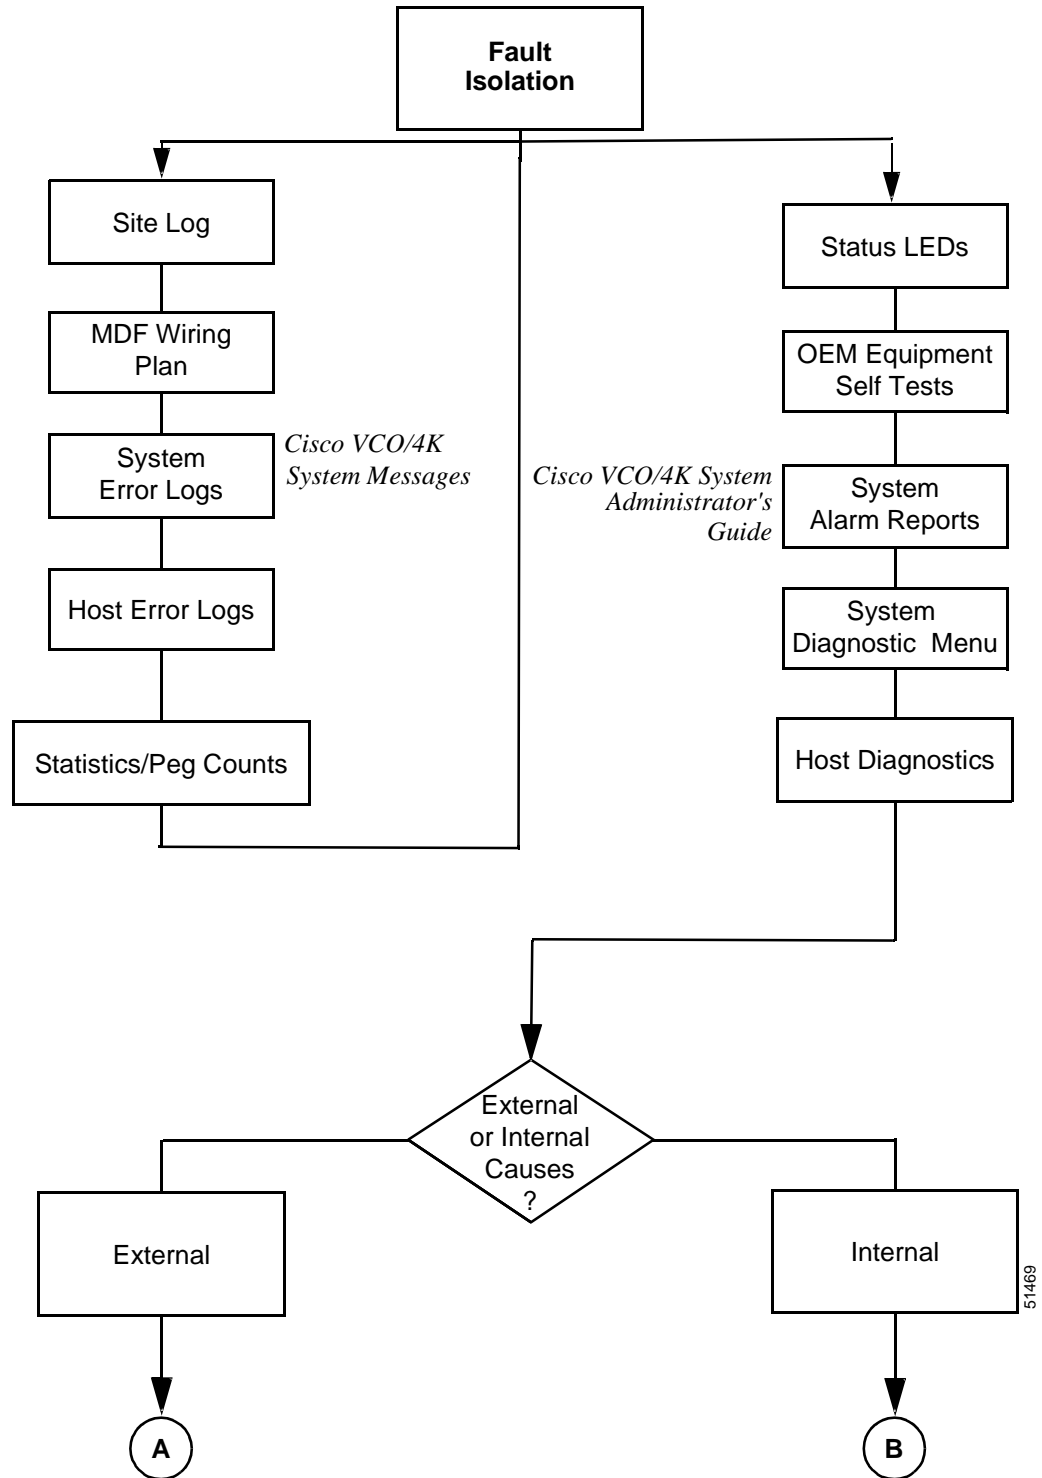 Fault
Isolation
Site Log
MDF Wiring
Plan
System
Error Logs
Cisco VCO/4K
System Messages
Host Error Logs
Statistics/Peg Counts
Status LEDs
OEM Equipment
Self Tests
Cisco VCO/4K System
Administrator's
Guide
System
Alarm Reports
System
Diagnostic Menu
Host Diagnostics
External
or Internal
Causes
?
External
Internal
51469
A
B